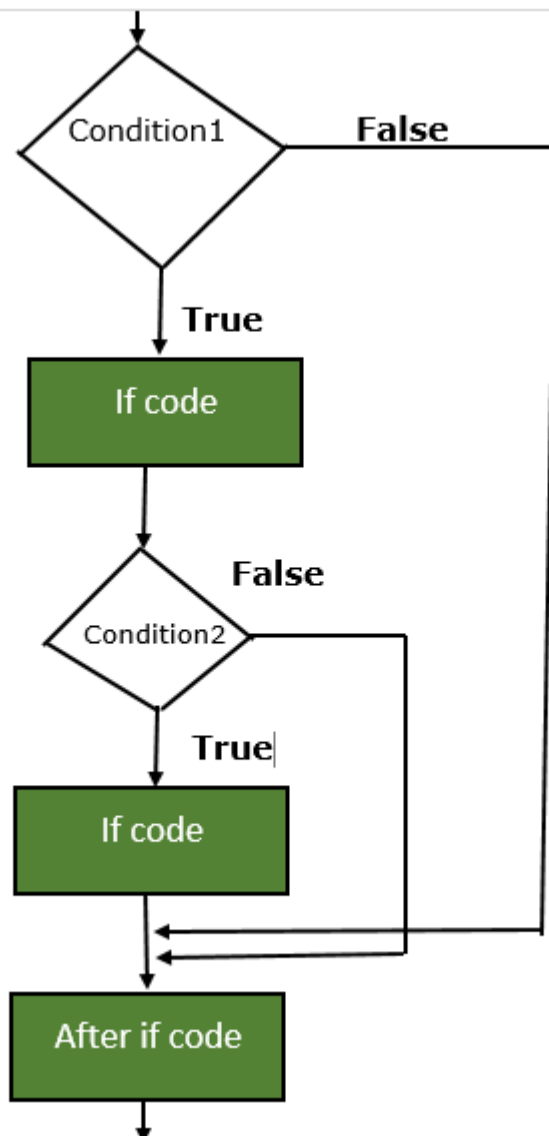 Condition1
False
True
If code
False
Condition2
True
If code
After if code